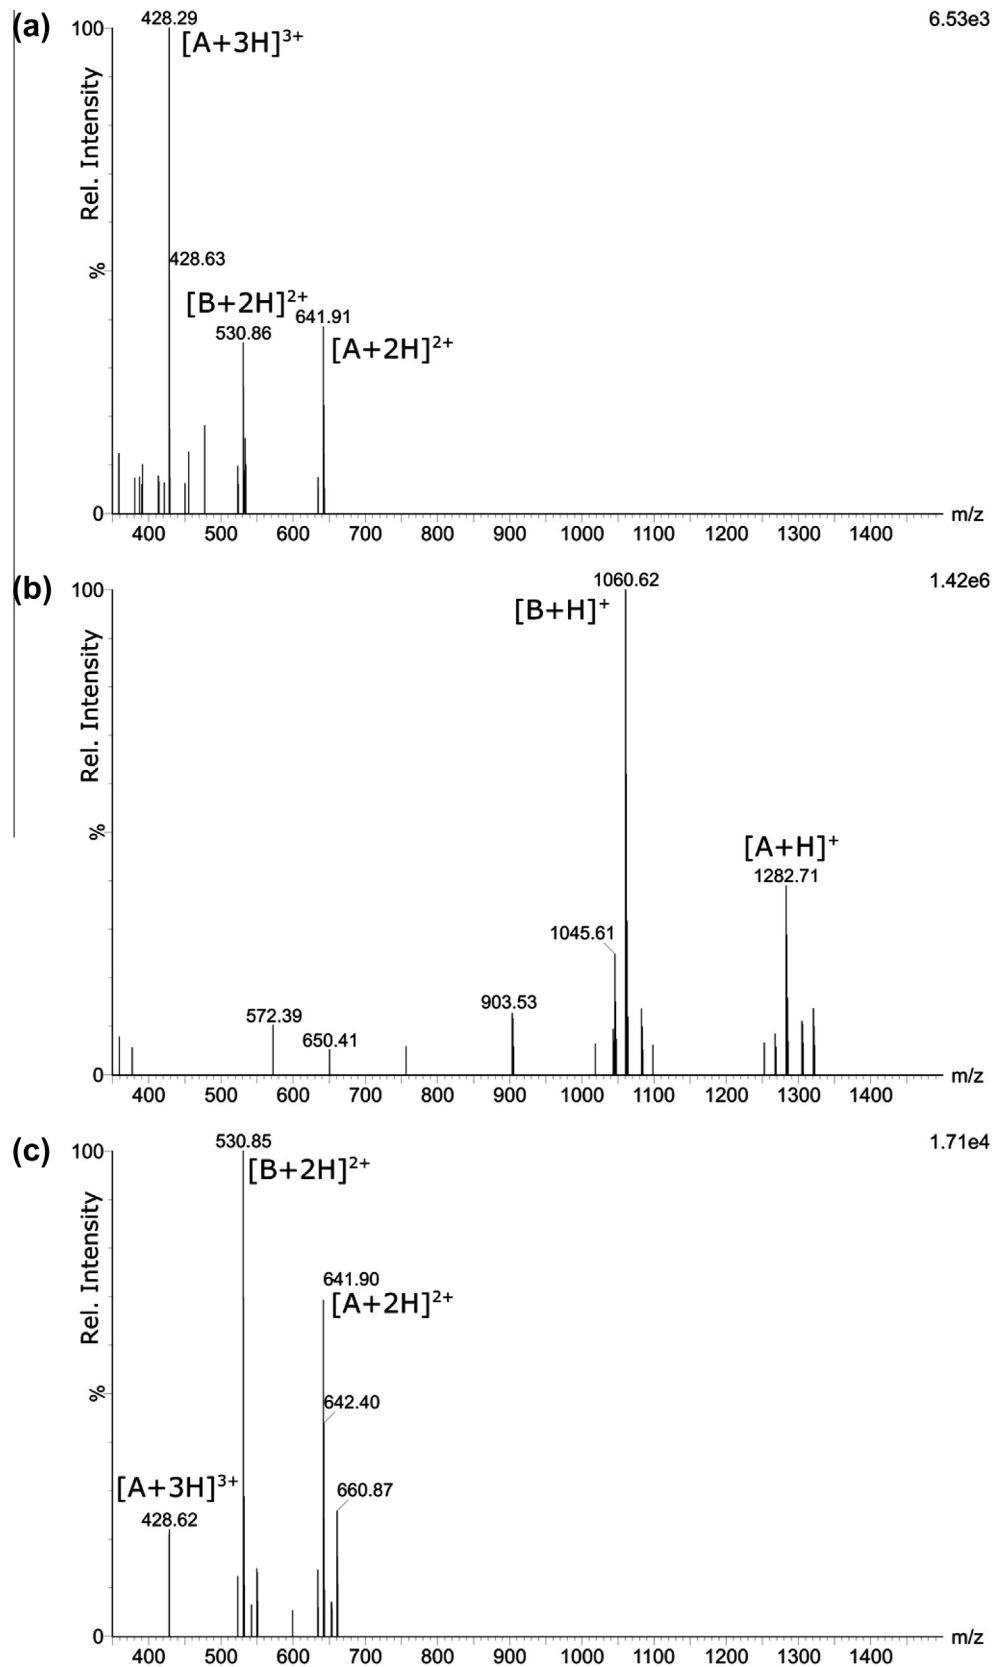 (a)
6.53e3
428.29
100
[A+3H]³⁺
Rel. Intensity
428.63
%
[B+2H]²⁺
641.91
530.86
[A+2H]²⁺
0
400 500 600 700 800 900 1000 1100 1200 1300 1400 m/z
(b)
1.42e6
1060.62
100
[B+H]⁺
Rel. Intensity
[A+H]⁺
%
1282.71
1045.61
903.53
572.39
650.41
0
400 500 600 700 800 900 1000 1100 1200 1300 1400 m/z
(c)
1.71e4
530.85
100
[B+2H]²⁺
Rel. Intensity
641.90
[A+2H]²⁺
%
642.40
[A+3H]³⁺
660.87
428.62
0
400 500 600 700 800 900 1000 1100 1200 1300 1400 m/z